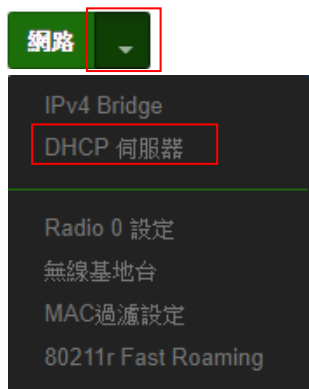 網路
IPv4 Bridge
DHCP 伺服器
Radio 0 設定
無線基地台
MAC過濾設定
80211r Fast Roaming